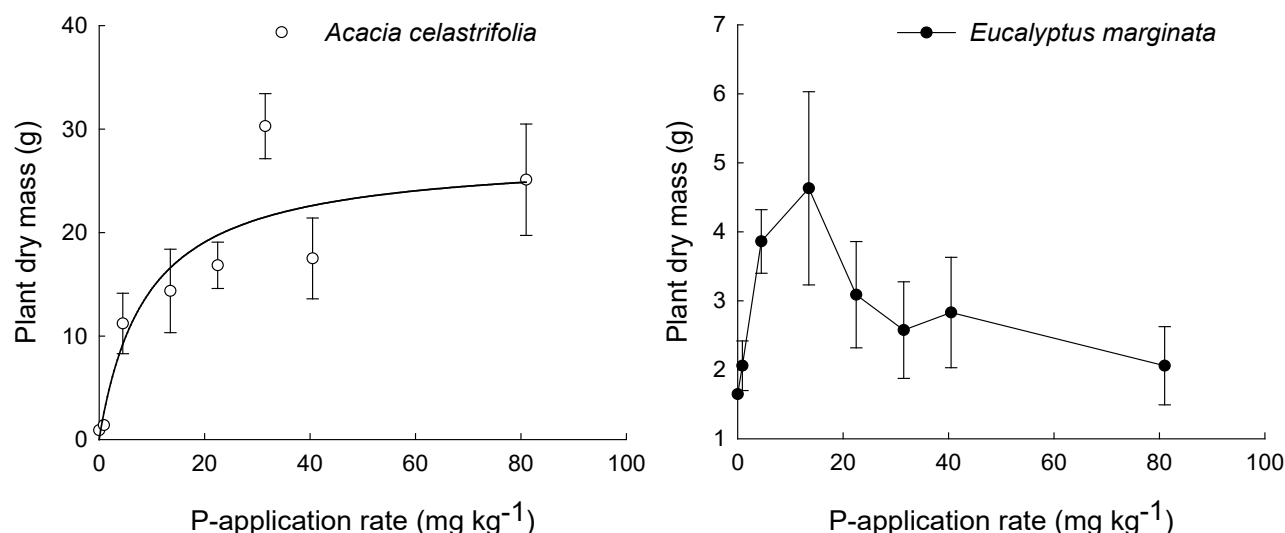 Acacia celastrifolia
40
30
20
10
0
Plant dry mass (g)
0 20 40 60 80 100
P-application rate (mg kg-1)
Eucalyptus marginata
7
6
5
4
3
2
1
Plant dry mass (g)
0 20 40 60 80 100
P-application rate (mg kg-1)